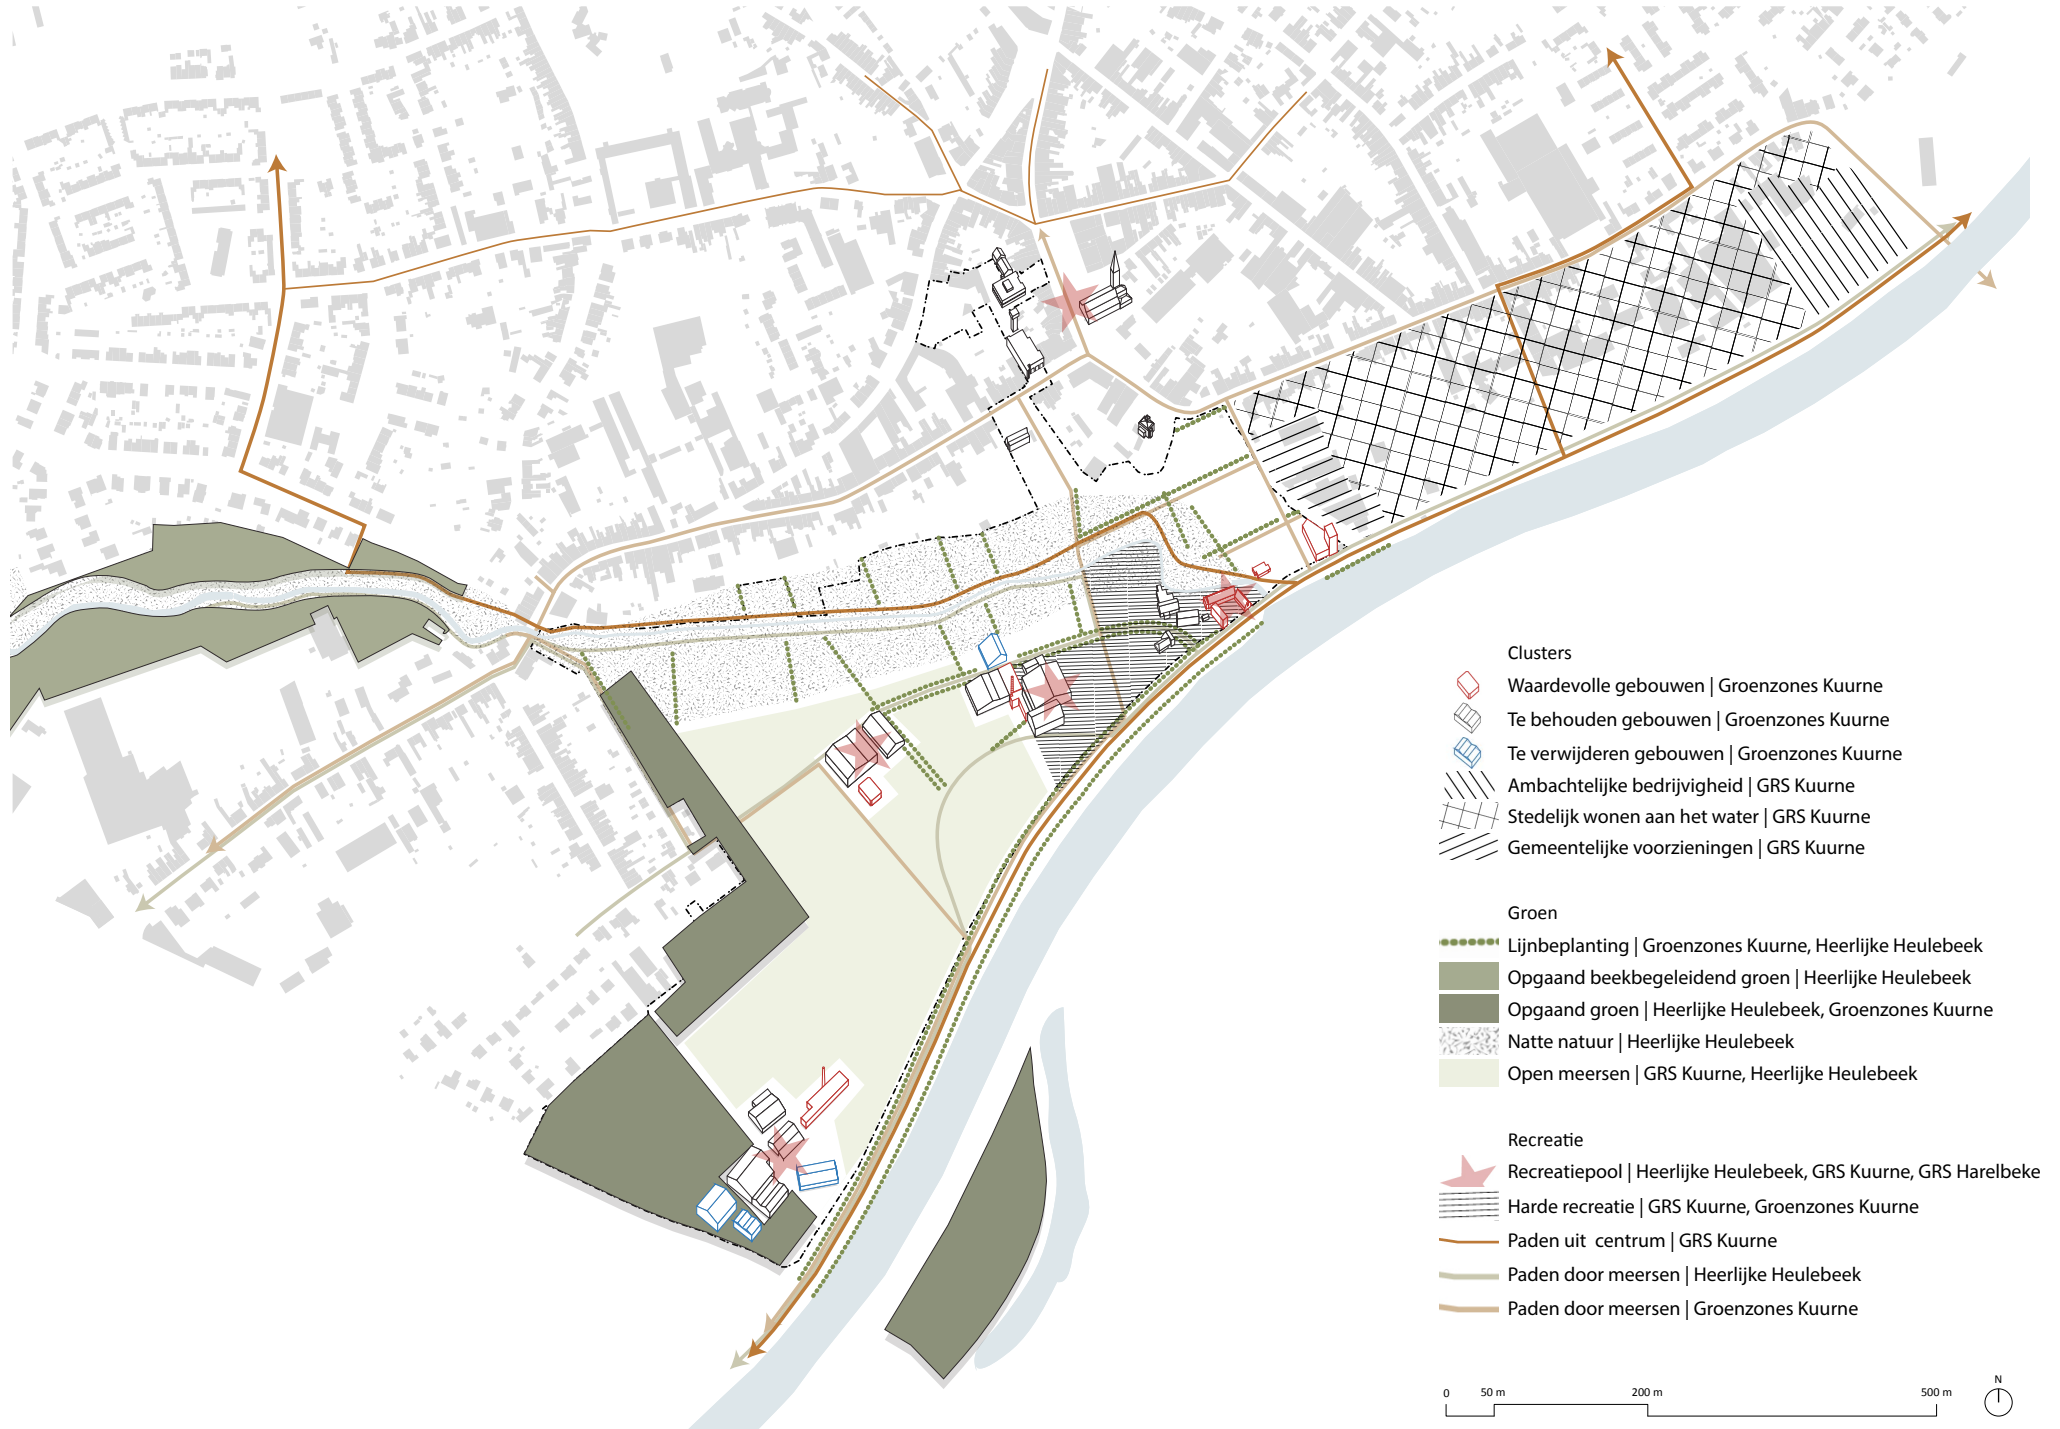 Clusters
Waardevolle gebouwen | Groenzones Kuurne
Te behouden gebouwen | Groenzones Kuurne
Te verwijderen gebouwen | Groenzones Kuurne
Ambachtelijke bedrijvigheid | GRS Kuurne
Stedelijk wonen aan het water | GRS Kuurne
Gemeentelijke voorzieningen | GRS Kuurne
Groen
Lijnbeplanting | Groenzones Kuurne, Heerlijke Heulebeek
Opgaand beekbegeleidend groen | Heerlijke Heulebeek
Opgaand groen | Heerlijke Heulebeek, Groenzones Kuurne
Natte natuur | Heerlijke Heulebeek
Open meersen | GRS Kuurne, Heerlijke Heulebeek
Recreatie
Recreatiepool | Heerlijke Heulebeek, GRS Kuurne, GRS Harelbeke
Harde recreatie | GRS Kuurne, Groenzones Kuurne
Paden uit centrum | GRS Kuurne
Paden door meersen | Heerlijke Heulebeek
Paden door meersen | Groenzones Kuurne
0 50 m 200 m 500 m N